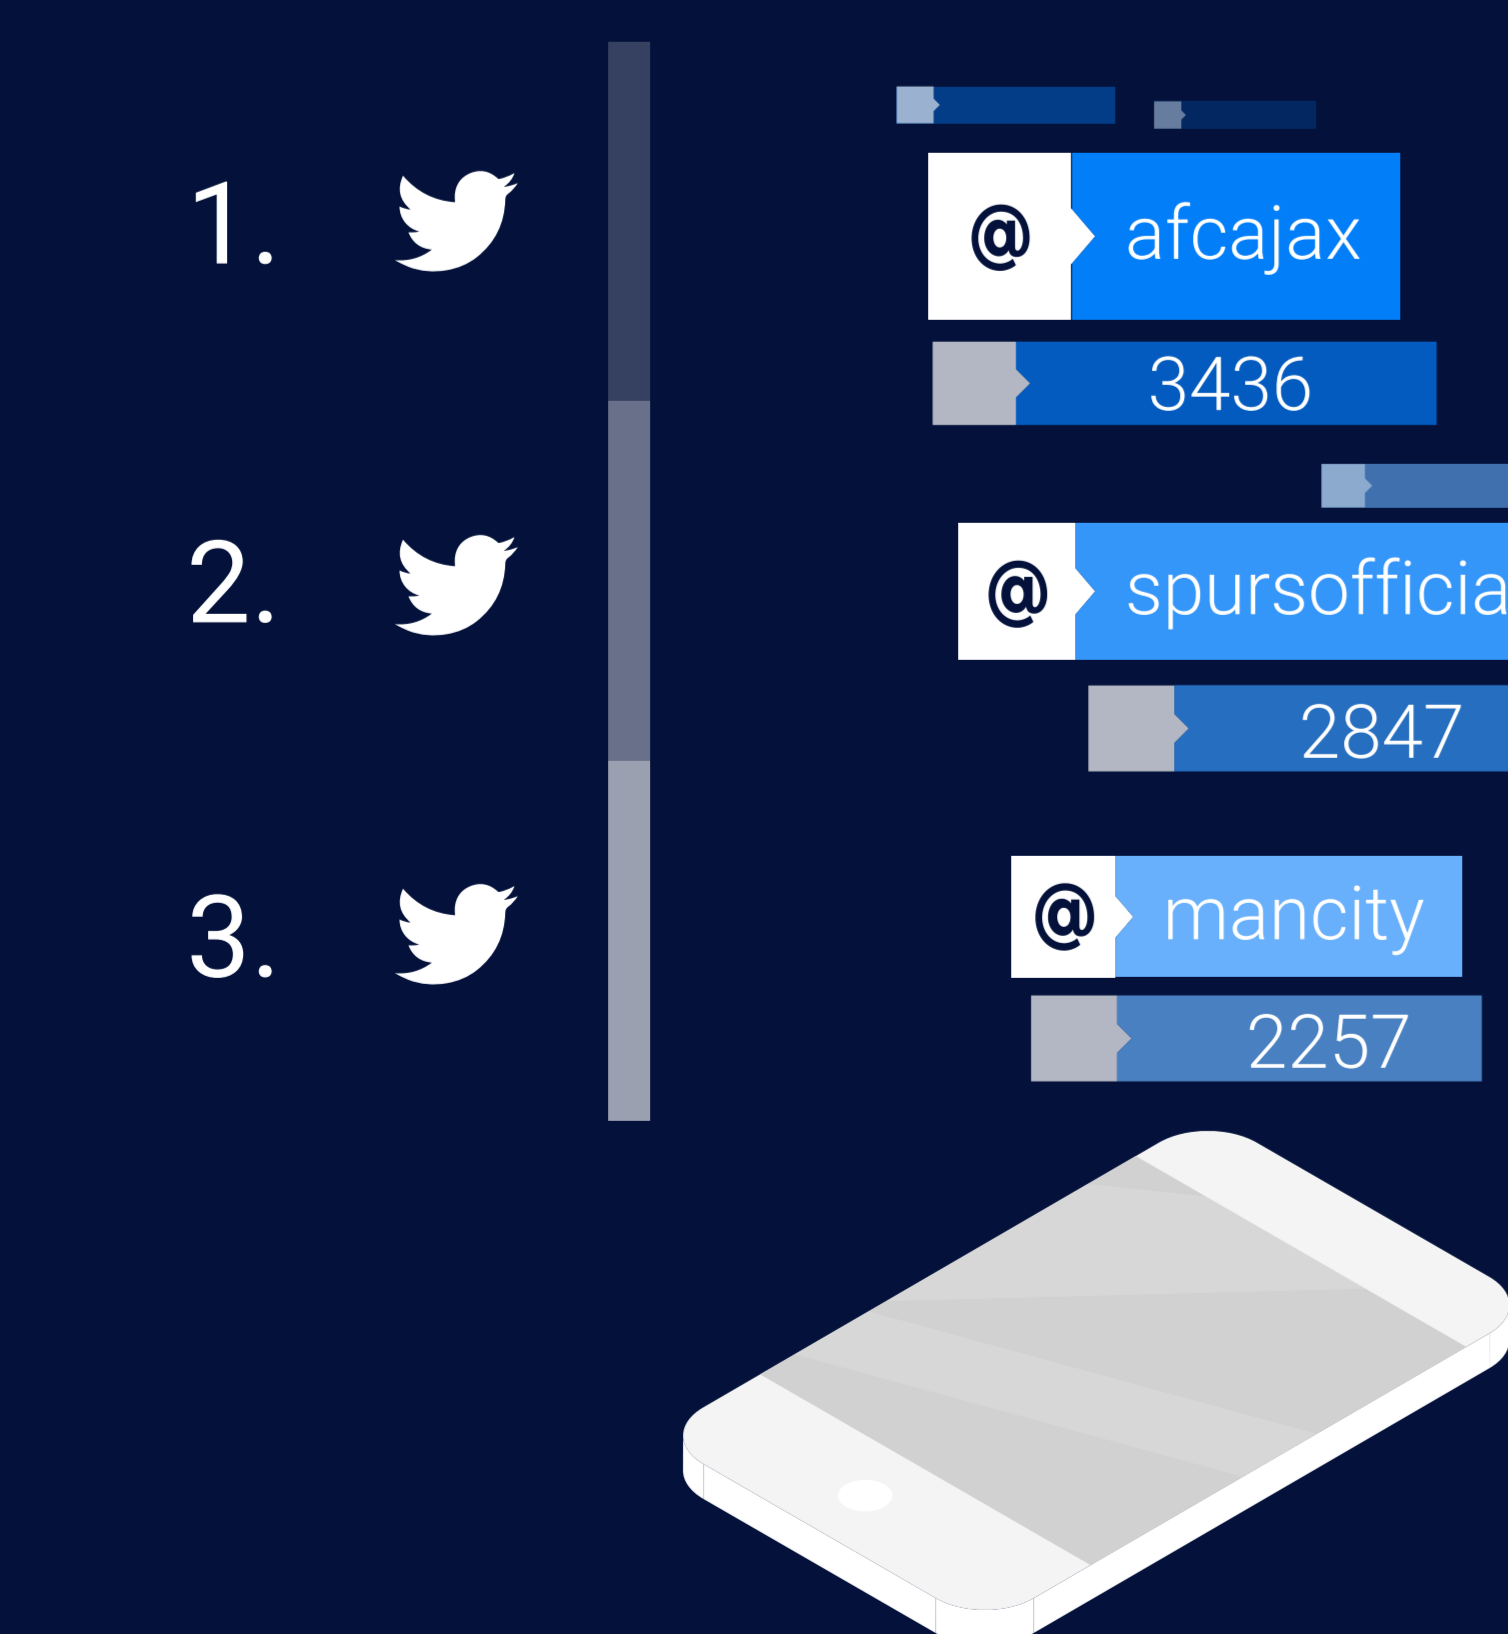 1.
@ afcajax
3436
2.
@ spursofficia
2847
3.
@ mancity
2257